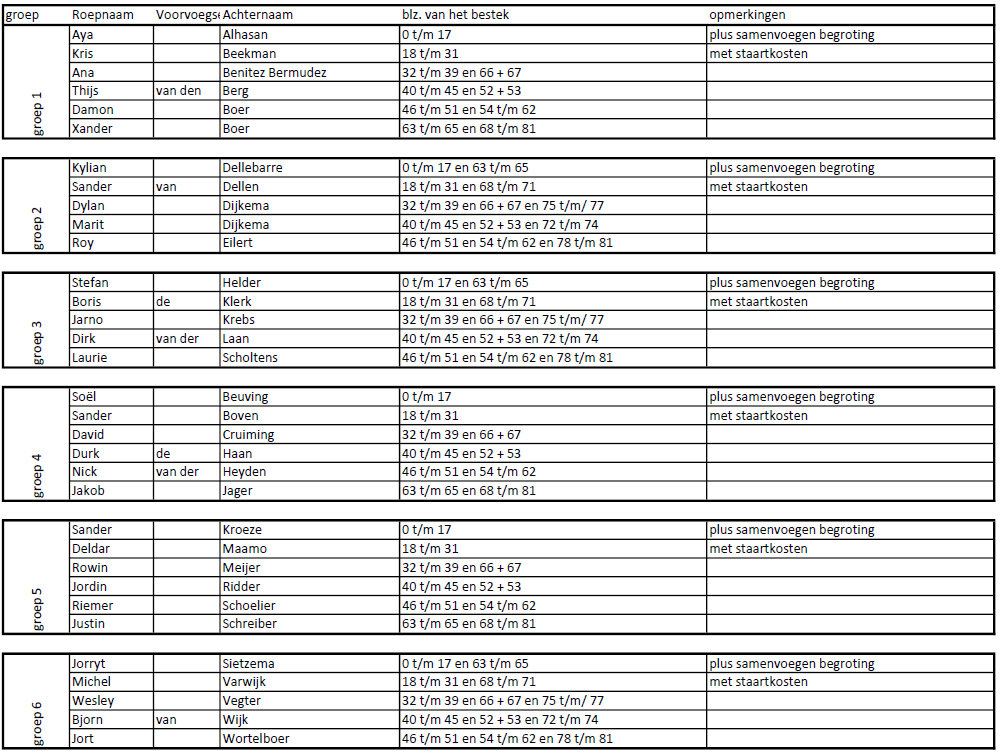 groep Roepnaam Voorvoegse Achternaam blz. van het bestek opmerkingen
groep 1
Aya Alhasan 0 t/m 17 plus samenvoegen begroting
Kris Beekman 18 t/m 31 met staartkosten
Ana Benitez Bermudez 32 t/m 39 en 66 + 67
Thijs van den Berg 40 t/m 45 en 52 + 53
Damon Boer 46 t/m 51 en 54 t/m 62
Xander Boer 63 t/m 65 en 68 t/m 81
groep 2
Kylian Dellebarre 0 t/m 17 en 63 t/m 65 plus samenvoegen begroting
Sander van Dellen 18 t/m 31 en 68 t/m 71 met staartkosten
Dylan Dijkema 32 t/m 39 en 66 + 67 en 75 t/m/ 77
Marit Dijkema 40 t/m 45 en 52 + 53 en 72 t/m 74
Roy Eilert 46 t/m 51 en 54 t/m 62 en 78 t/m 81
groep 3
Stefan Helder 0 t/m 17 en 63 t/m 65 plus samenvoegen begroting
Boris de Klerk 18 t/m 31 en 68 t/m 71 met staartkosten
Jarno Krebs 32 t/m 39 en 66 + 67 en 75 t/m/ 77
Dirk van der Laan 40 t/m 45 en 52 + 53 en 72 t/m 74
Laurie Scholtens 46 t/m 51 en 54 t/m 62 en 78 t/m 81
groep 4
Soël Beuving 0 t/m 17 plus samenvoegen begroting
Sander Boven 18 t/m 31 met staartkosten
David Cruiming 32 t/m 39 en 66 + 67
Durk de Haan 40 t/m 45 en 52 + 53
Nick van der Heyden 46 t/m 51 en 54 t/m 62
Jakob Jager 63 t/m 65 en 68 t/m 81
groep 5
Sander Kroeze 0 t/m 17 plus samenvoegen begroting
Deldar Maamo 18 t/m 31 met staartkosten
Rowin Meijer 32 t/m 39 en 66 + 67
Jordin Ridder 40 t/m 45 en 52 + 53
Riemer Schoelier 46 t/m 51 en 54 t/m 62
Justin Schreiber 63 t/m 65 en 68 t/m 81
groep 6
Jorryt Sietzema 0 t/m 17 en 63 t/m 65 plus samenvoegen begroting
Michel Varwijk 18 t/m 31 en 68 t/m 71 met staartkosten
Wesley Vegter 32 t/m 39 en 66 + 67 en 75 t/m/ 77
Bjorn van Wijk 40 t/m 45 en 52 + 53 en 72 t/m 74
Jort Wortelboer 46 t/m 51 en 54 t/m 62 en 78 t/m 81